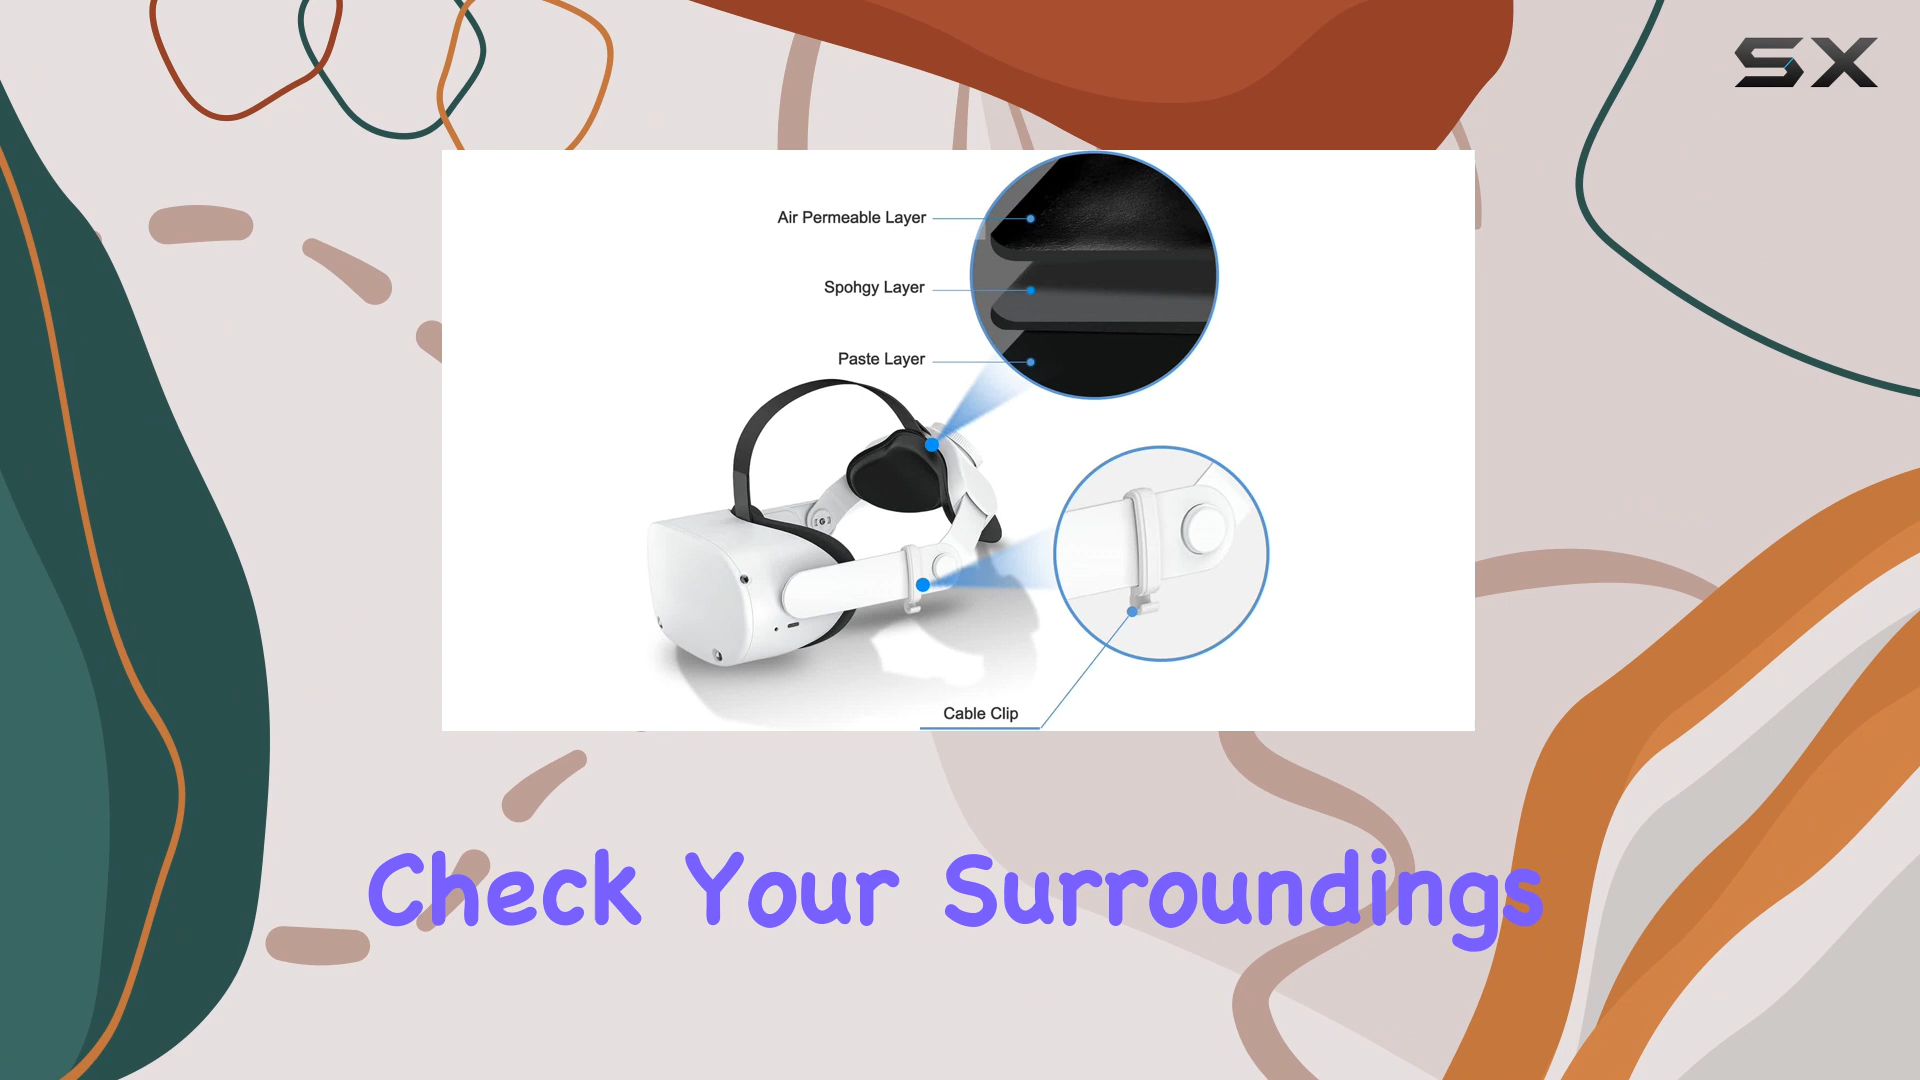 SX
Air Permeable Layer
Spohgy Layer
Paste Layer
Cable Clip
Check Your Surroundings